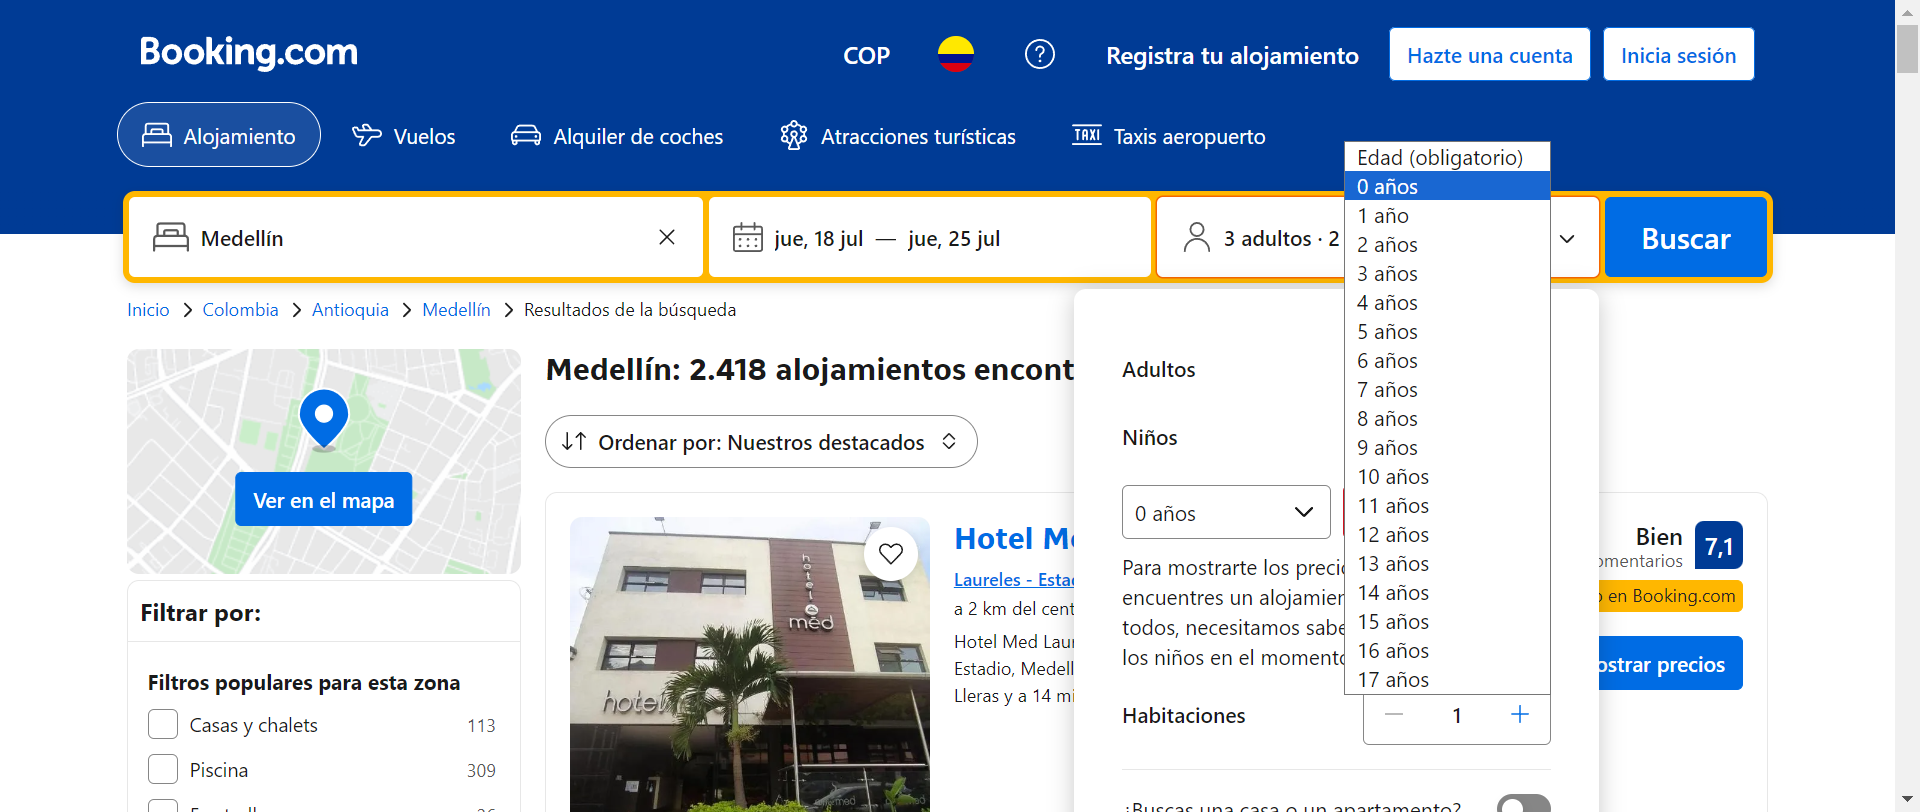 Booking.com
COP
Registra tu alojamiento
Hazte una cuenta
Inicia sesión
Alojamiento
Vuelos
Alquiler de coches
Atracciones turísticas
TAXI Taxis aeropuerto
Medellín
jue, 18 jul — jue, 25 jul
3 adultos · 2
Buscar
Edad (obligatorio)
0 años
1 año
2 años
3 años
4 años
5 años
6 años
7 años
8 años
9 años
10 años
11 años
12 años
13 años
14 años
15 años
16 años
17 años
Inicio > Colombia > Antioquia > Medellín > Resultados de la búsqueda
Ver en el mapa
Filtrar por:
Filtros populares para esta zona
Casas y chalets 113
Piscina 309
Medellín: 2.418 alojamientos encont
Ordenar por: Nuestros destacados
hotel
med
hotel
Hotel M
Laureles - Esta
a 2 km del cent
Hotel Med Lau
Estadio, Medell
Lleras y a 14 mi
Adultos
Niños
0 años
Para mostrarte los preci
encuentres un alojamier
todos, necesitamos sabe
los niños en el momento
Habitaciones
1
¿Buscas una casa o un apartamento?
Bien
7,1
omentarios
o en Booking.com
ostrar precios